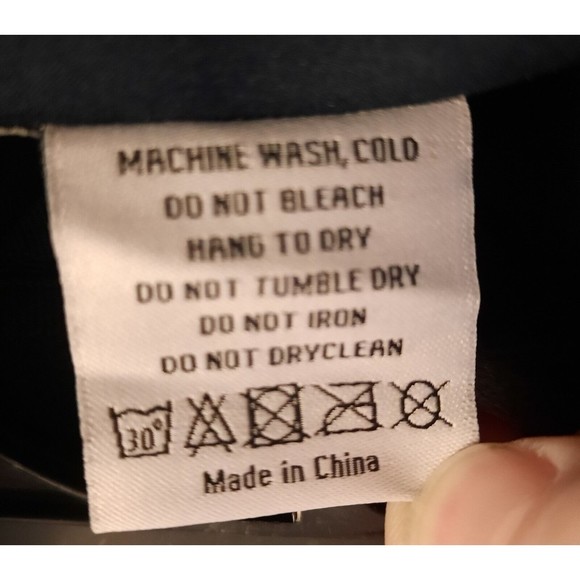 MACHINE WASH, COLD
DO NOT BLEACH
HANG TO DRY
DO NOT TUMBLE DRY
DO NOT IRON
DO NOT DRYCLEAN
30°
Made in China